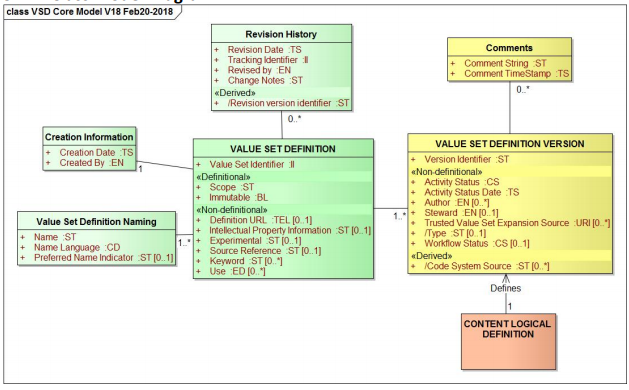 class VSD Core Model V18 Feb20-2018
Revision History
+ Revision Date :TS
+ Tracking Identifier :II
+ Revised by :EN
+ Change Notes :ST
«Derived»
+ /Revision version identifier :ST
0..*
Comments
+ Comment String :ST
+ Comment TimeStamp :TS
0..*
Creation Information
+ Creation Date :TS
+ Created By :EN
1
VALUE SET DEFINITION
+ Value Set Identifier :II
«Definitional»
+ Scope :ST
+ Immutable :BL
«Non-definitional»
+ Definition URL :TEL [0..1]
+ Intellectual Property Information :ST [0..1]
+ Experimental :ST [0..1]
+ Source Reference :ST [0..1]
+ Keyword :ST [0..*]
+ Use :ED [0..*]
1..*
VALUE SET DEFINITION VERSION
+ Version Identifier :ST
«Non-definitional»
+ Activity Status :CS
+ Activity Status Date :TS
+ Author :EN [0..*]
+ Steward :EN [0..1]
+ Trusted Value Set Expansion Source :URI [0..*]
+ /Type :ST [0..1]
+ Workflow Status :CS [0..1]
«Derived»
+ /Code System Source :ST [0..*]
Value Set Definition Naming
+ Name :ST
+ Name Language :CD
+ Preferred Name Indicator :ST [0..1]
1..*
Defines
1
CONTENT LOGICAL
DEFINITION